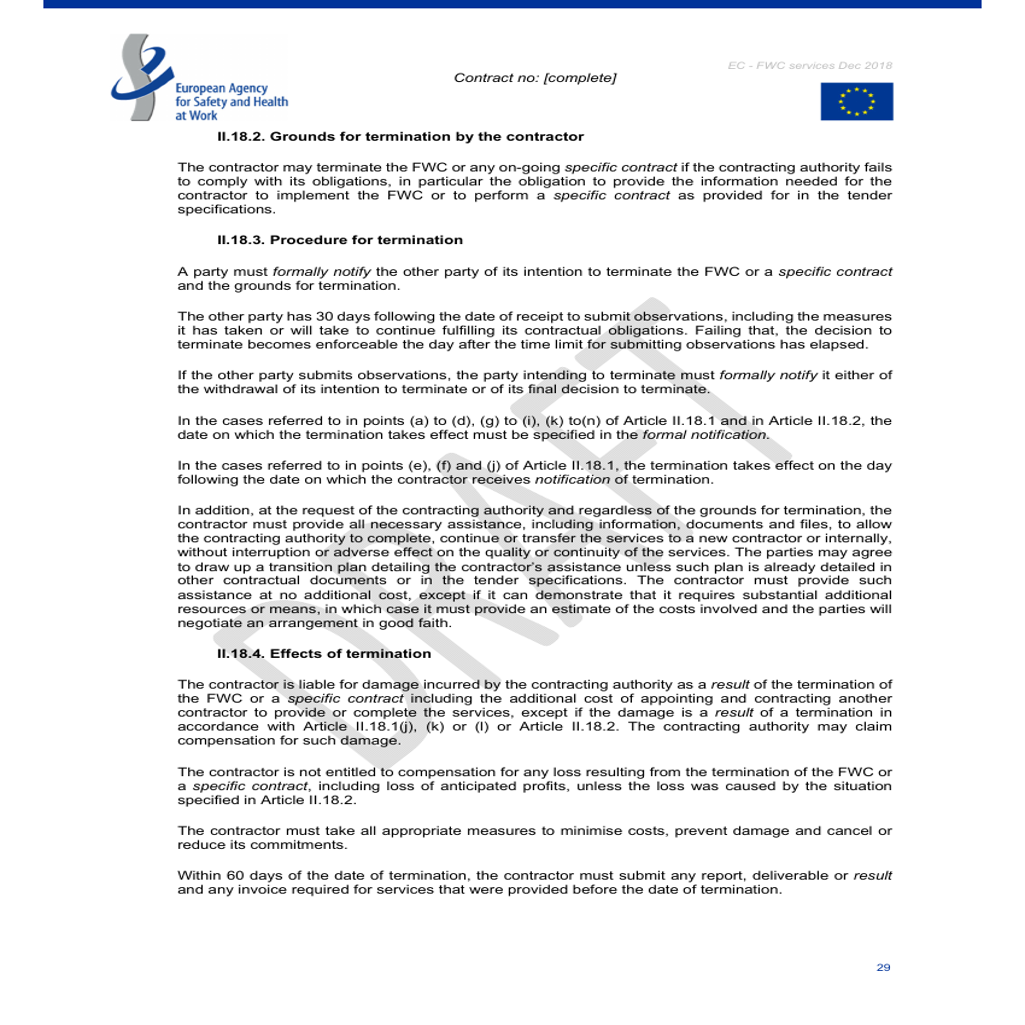 EC - FWC services Dec 2018
Contract no: [complete]
European Agency
for Safety and Health
at Work
II.18.2. Grounds for termination by the contractor
The contractor may terminate the FWC or any on-going specific contract if the contracting authority fails
to comply with its obligations, in particular the obligation to provide the information needed for the
contractor to implement the FWC or to perform a specific contract as provided for in the tender
specifications.
II.18.3. Procedure for termination
A party must formally notify the other party of its intention to terminate the FWC or a specific contract
and the grounds for termination.
The other party has 30 days following the date of receipt to submit observations, including the measures
it has taken or will take to continue fulfilling its contractual obligations. Failing that, the decision to
terminate becomes enforceable the day after the time limit for submitting observations has elapsed.
If the other party submits observations, the party intending to terminate must formally notify it either of
the withdrawal of its intention to terminate or of its final decision to terminate.
In the cases referred to in points (a) to (d), (g) to (i), (k) to(n) of Article II.18.1 and in Article II.18.2, the
date on which the termination takes effect must be specified in the formal notification.
In the cases referred to in points (e), (f) and (j) of Article II.18.1, the termination takes effect on the day
following the date on which the contractor receives notification of termination.
In addition, at the request of the contracting authority and regardless of the grounds for termination, the
contractor must provide all necessary assistance, including information, documents and files, to allow
the contracting authority to complete, continue or transfer the services to a new contractor or internally,
without interruption or adverse effect on the quality or continuity of the services. The parties may agree
to draw up a transition plan detailing the contractor's assistance unless such plan is already detailed in
other contractual documents or in the tender specifications. The contractor must provide such
assistance at no additional cost, except if it can demonstrate that it requires substantial additional
resources or means, in which case it must provide an estimate of the costs involved and the parties will
negotiate an arrangement in good faith.
II.18.4. Effects of termination
The contractor is liable for damage incurred by the contracting authority as a result of the termination of
the FWC or a specific contract including the additional cost of appointing and contracting another
contractor to provide or complete the services, except if the damage is a result of a termination in
accordance with Article II.18.1(j), (k) or (l) or Article II.18.2. The contracting authority may claim
compensation for such damage.
The contractor is not entitled to compensation for any loss resulting from the termination of the FWC or
a specific contract, including loss of anticipated profits, unless the loss was caused by the situation
specified in Article II.18.2.
The contractor must take all appropriate measures to minimise costs, prevent damage and cancel or
reduce its commitments.
Within 60 days of the date of termination, the contractor must submit any report, deliverable or result
and any invoice required for services that were provided before the date of termination.
DRAFT
29